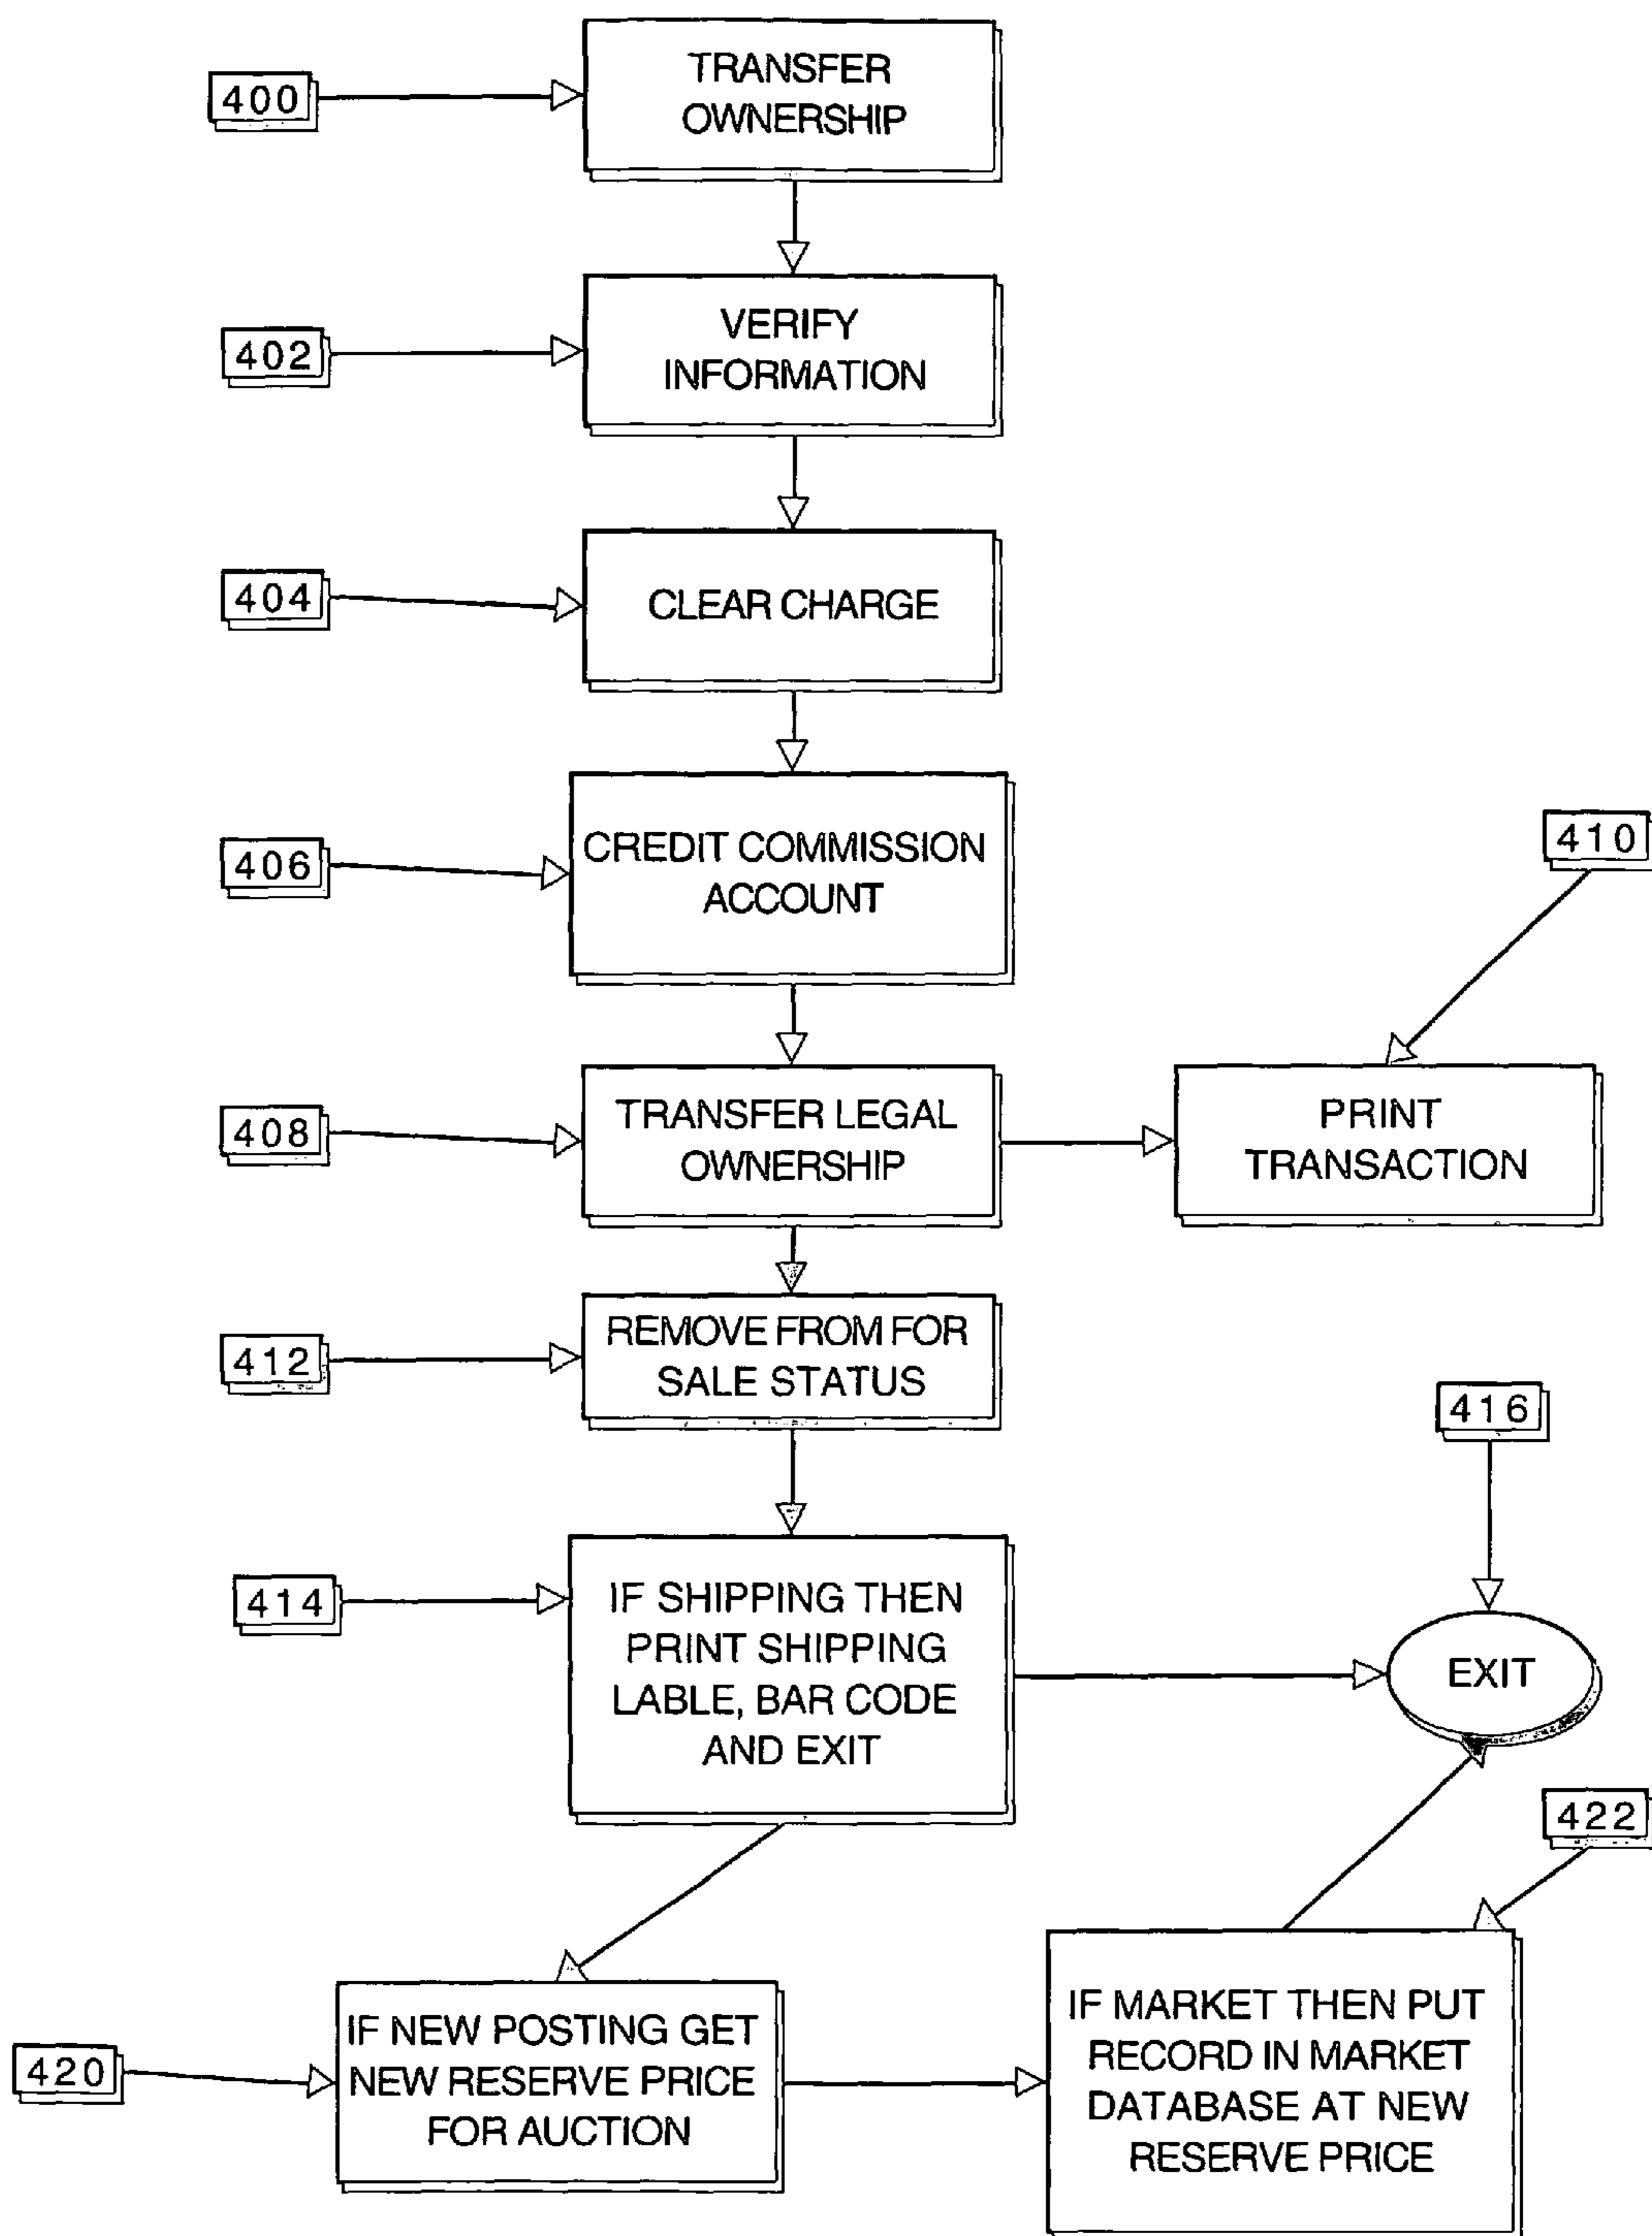 400
TRANSFER
OWNERSHIP
402
VERIFY
INFORMATION
404
CLEAR CHARGE
406
CREDIT COMMISSION
ACCOUNT
410
408
TRANSFER LEGAL
OWNERSHIP
PRINT
TRANSACTION
412
REMOVE FROM FOR
SALE STATUS
416
414
IF SHIPPING THEN
PRINT SHIPPING
LABLE, BAR CODE
AND EXIT
EXIT
422
420
IF NEW POSTING GET
NEW RESERVE PRICE
FOR AUCTION
IF MARKET THEN PUT
RECORD IN MARKET
DATABASE AT NEW
RESERVE PRICE